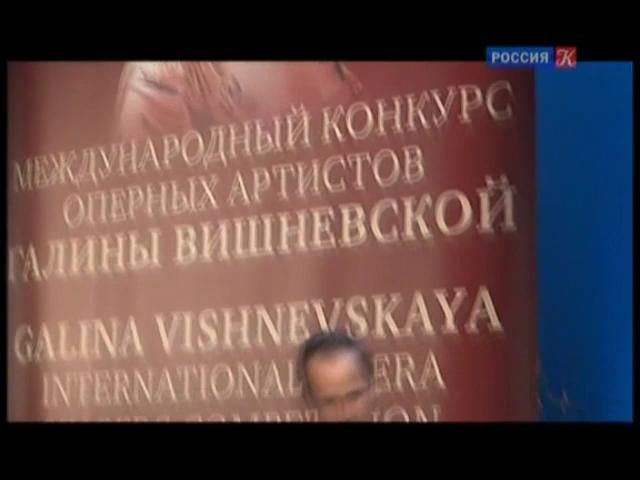 РОССИЯ К
МЕЖДУНАРОДНЫЙ КОНКУРС
ОПЕРНЫХ АРТИСТОВ
ГАЛИНЫ ВИШНЕВСКОЙ
GALINA VISHNEVSKAYA
INTERNATIONAL